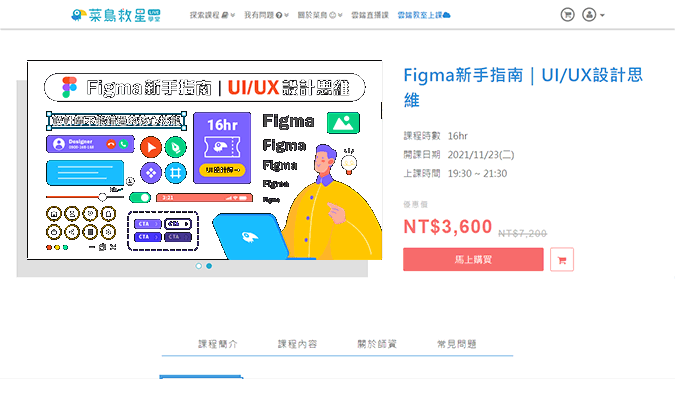 菜鳥救星 LIVE 學堂
探索課程
我有問題
關於菜鳥
雲端直播課
雲端教室上課
Figma新手指南｜UI/UX設計思維
Designer
16hr
Figma
Figma
Figma
Figma
Figma
3:21
CTA
CTA
CTA
CTA
Figma新手指南｜UI/UX設計思
維
課程時數 16hr
開課日期 2021/11/23(二)
上課時間 19:30 ~ 21:30
優惠價
NT$3,600 NT$7,200
馬上購買
課程簡介
課程內容
關於師資
常見問題